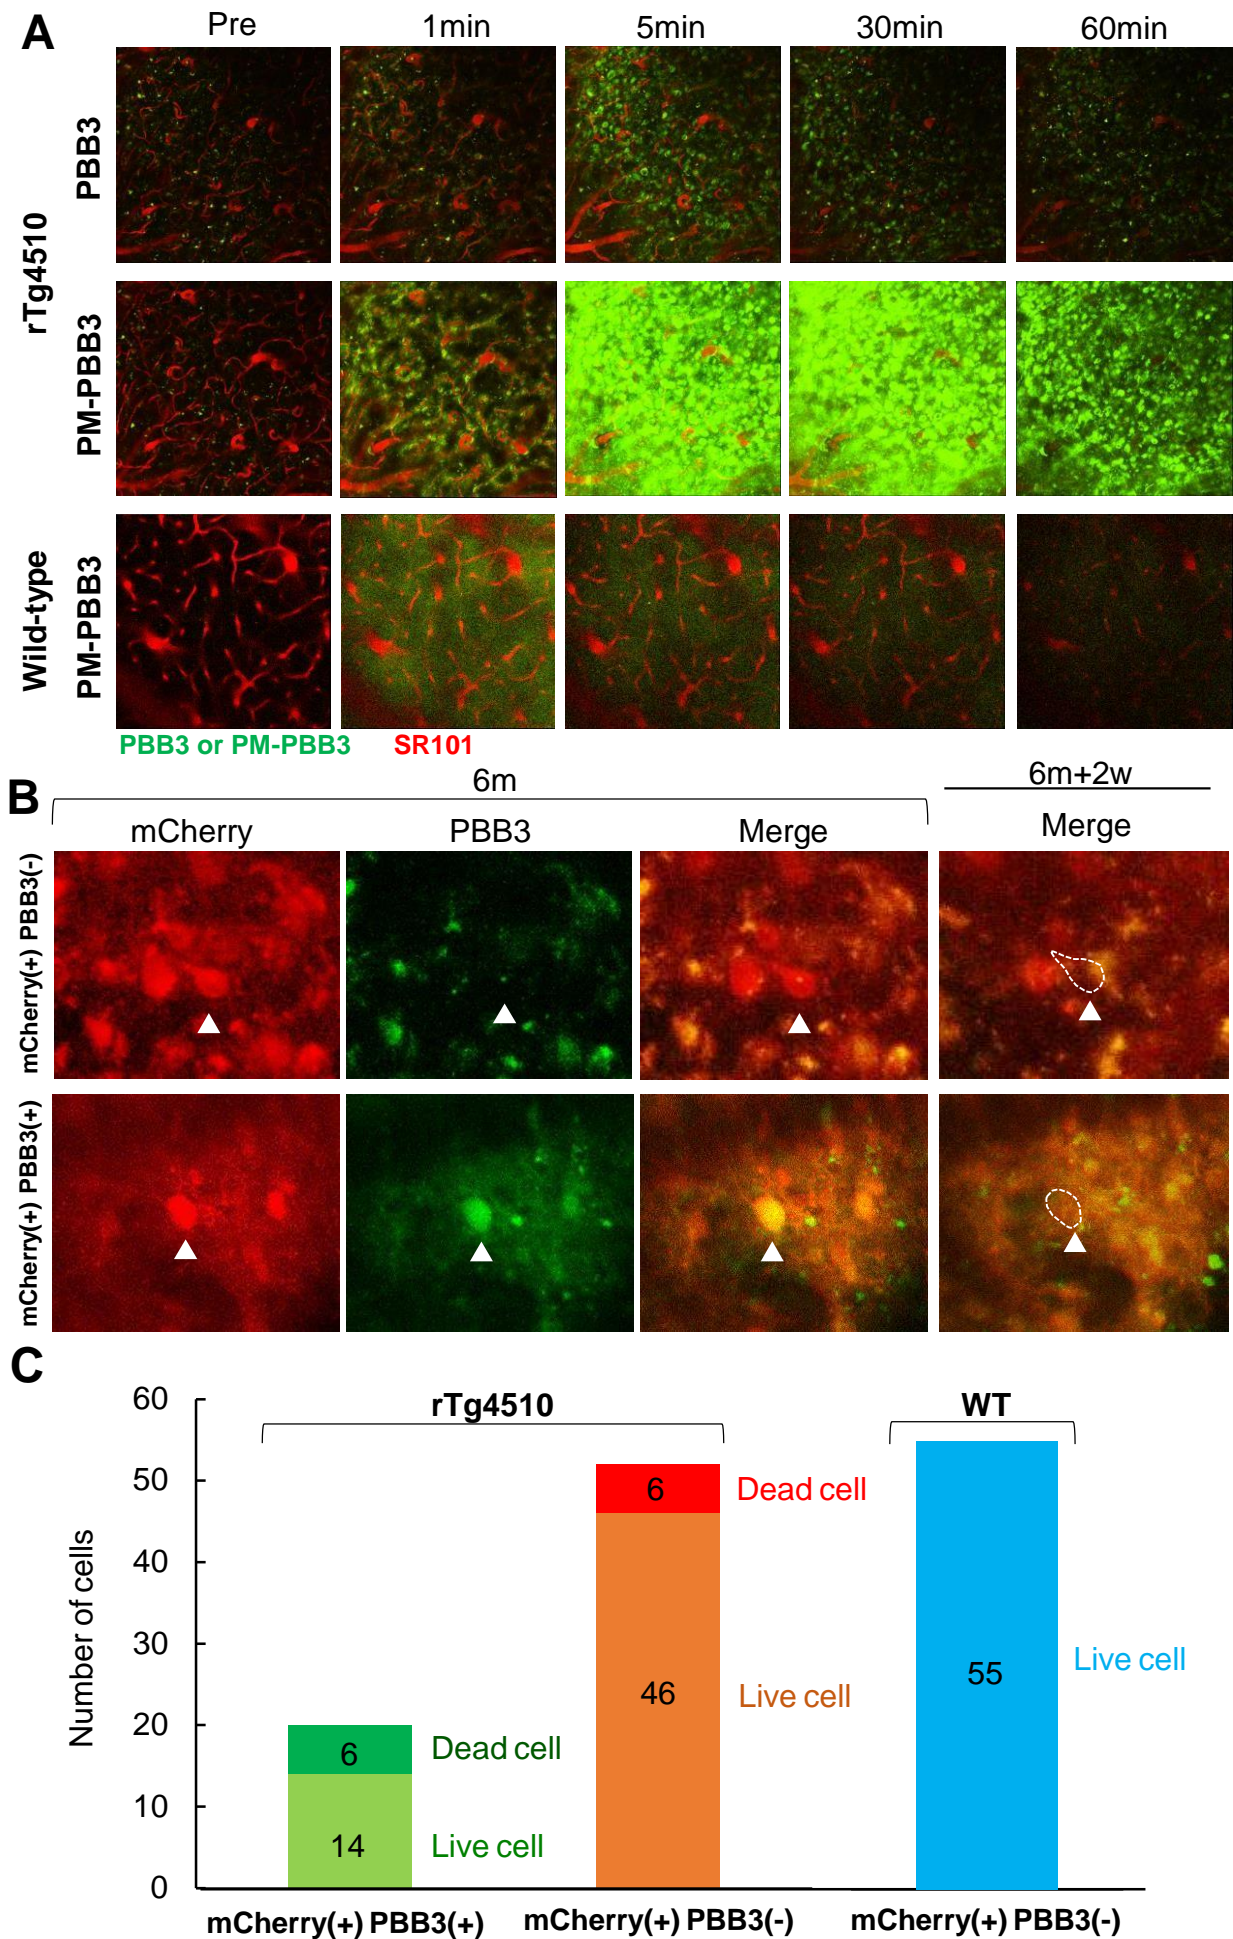 A
Pre 1min 5min 30min 60min
rTg4510
PBB3
PM-PBB3
Wild-type
PM-PBB3
PBB3 or PM-PBB3 SR101
B
6m 6m+2w
mCherry PBB3 Merge Merge
mCherry(+) PBB3(-)
mCherry(+) PBB3(+)
C
Number of cells
60
50
40
30
20
10
0
rTg4510 WT
6 Dead cell
46 Live cell
55 Live cell
6 Dead cell
14 Live cell
mCherry(+) PBB3(+) mCherry(+) PBB3(-) mCherry(+) PBB3(-)